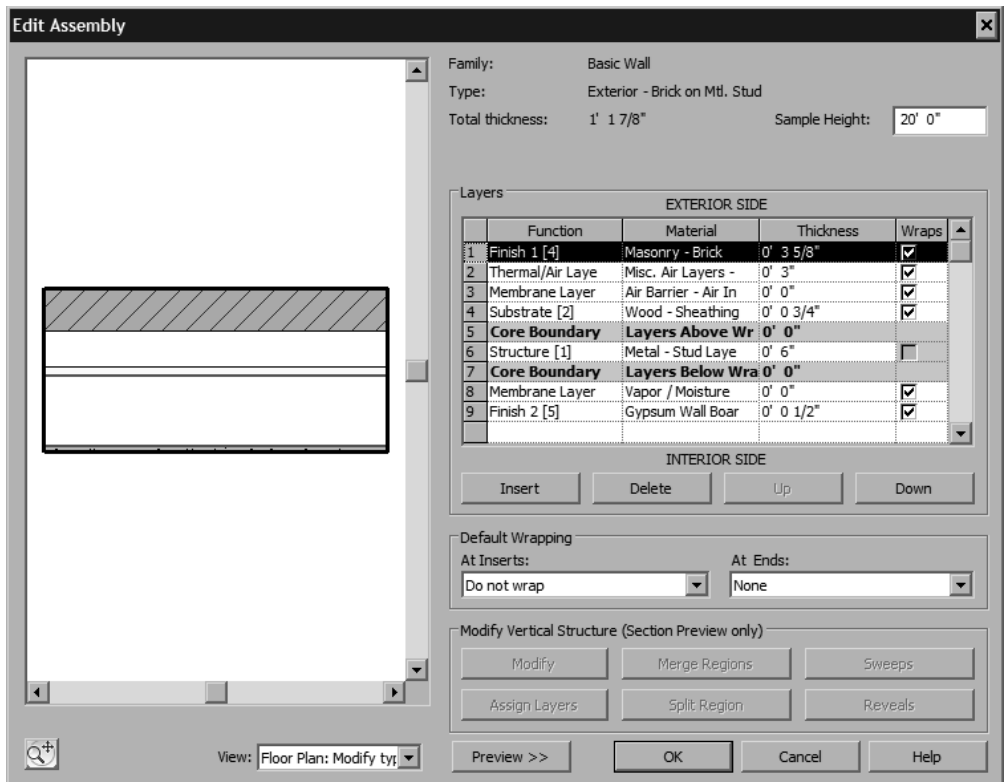 Edit Assembly
Family: Basic Wall
Type: Exterior - Brick on Mtl. Stud
Total thickness: 1' 1 7/8" Sample Height: 20' 0"
Layers
EXTERIOR SIDE
Function Material Thickness Wraps
1 Finish 1 [4] Masonry - Brick 0' 3 5/8"
2 Thermal/Air Laye Misc. Air Layers - 0' 3"
3 Membrane Layer Air Barrier - Air In 0' 0"
4 Substrate [2] Wood - Sheathing 0' 0 3/4"
5 Core Boundary Layers Above Wr 0' 0"
6 Structure [1] Metal - Stud Laye 0' 6"
7 Core Boundary Layers Below Wra 0' 0"
8 Membrane Layer Vapor / Moisture 0' 0"
9 Finish 2 [5] Gypsum Wall Boar 0' 0 1/2"
INTERIOR SIDE
Insert Delete Up Down
Default Wrapping
At Inserts: At Ends:
Do not wrap None
Modify Vertical Structure (Section Preview only)
Modify Merge Regions Sweeps
Assign Layers Split Region Reveals
View: Floor Plan: Modify typ Preview >> OK Cancel Help